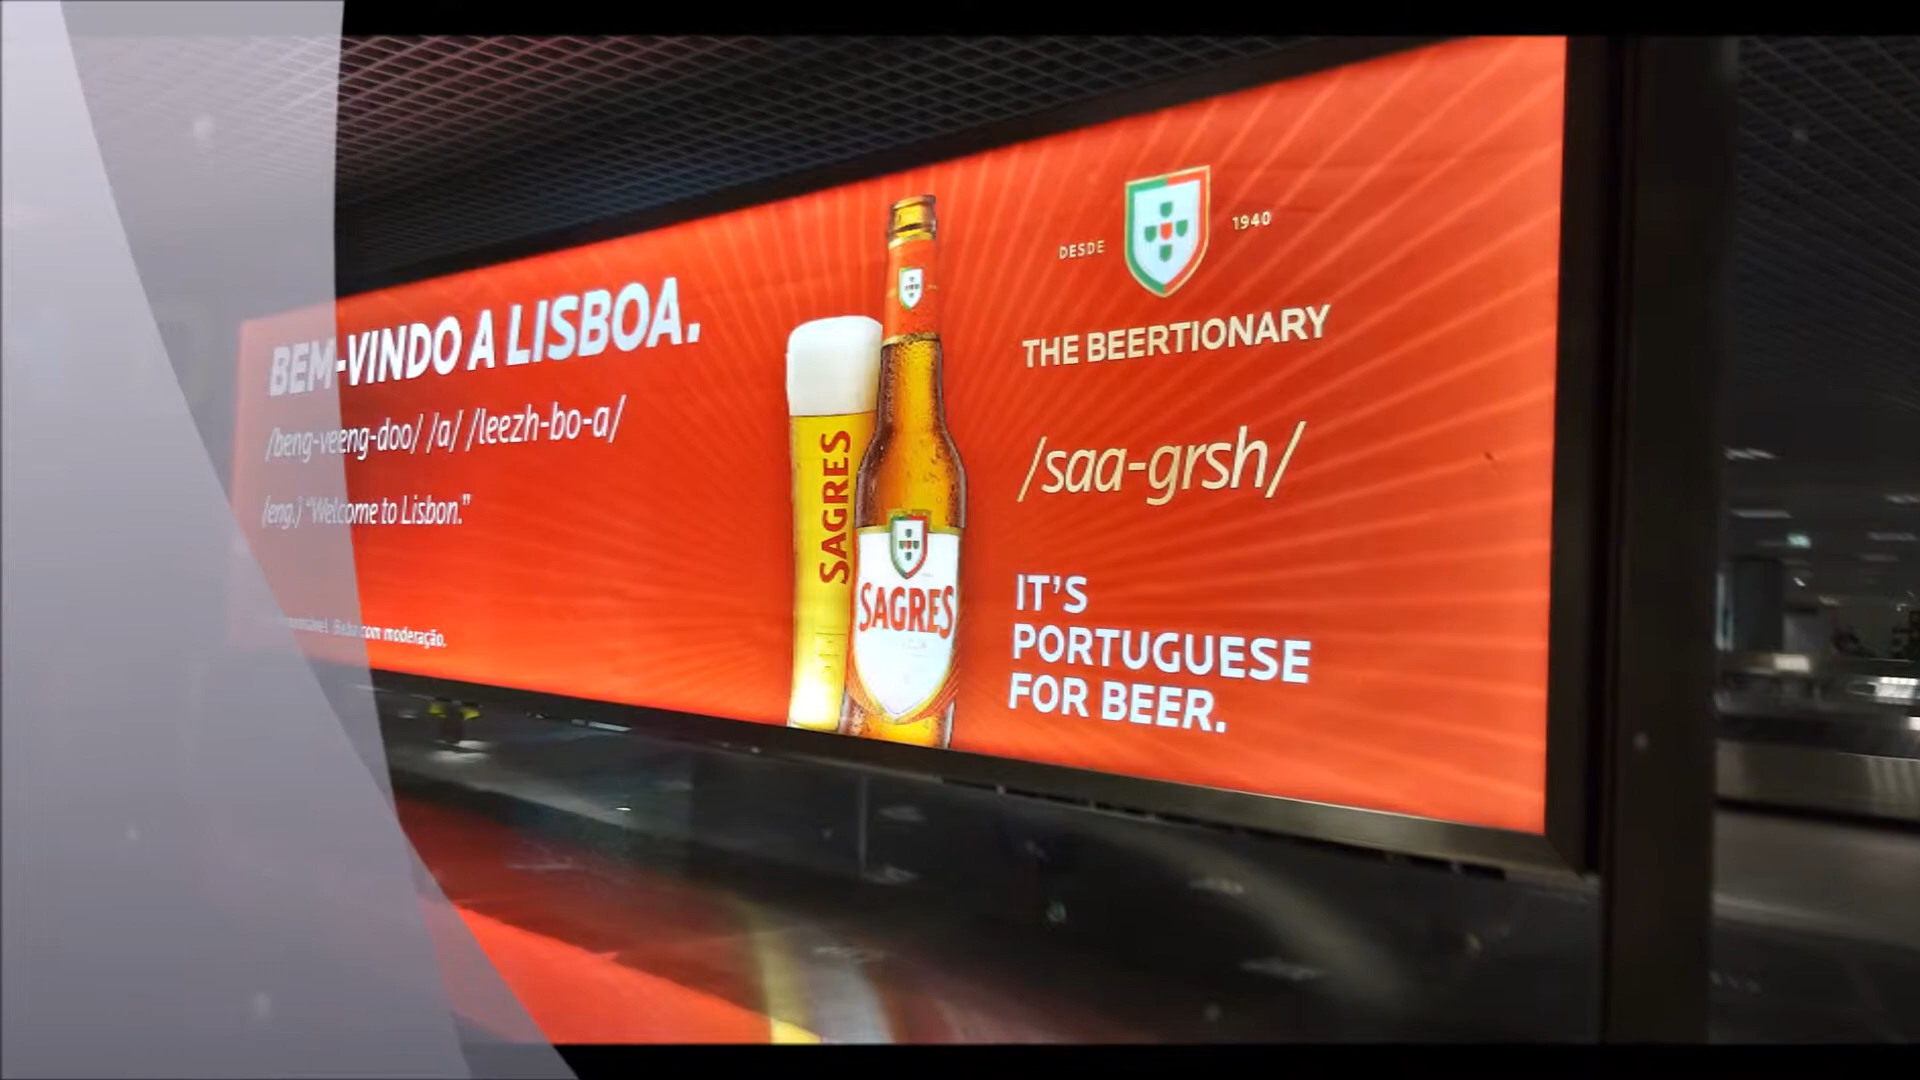 BEM-VINDO A LISBOA.
/beng-veeng-doo/ /a/ /leezh-bo-a/
(eng.) "Welcome to Lisbon."
com moderação.
SAGRES
SAGRES
DESDE 1940
THE BEERTIONARY
/saa-grsh/
IT'S
PORTUGUESE
FOR BEER.